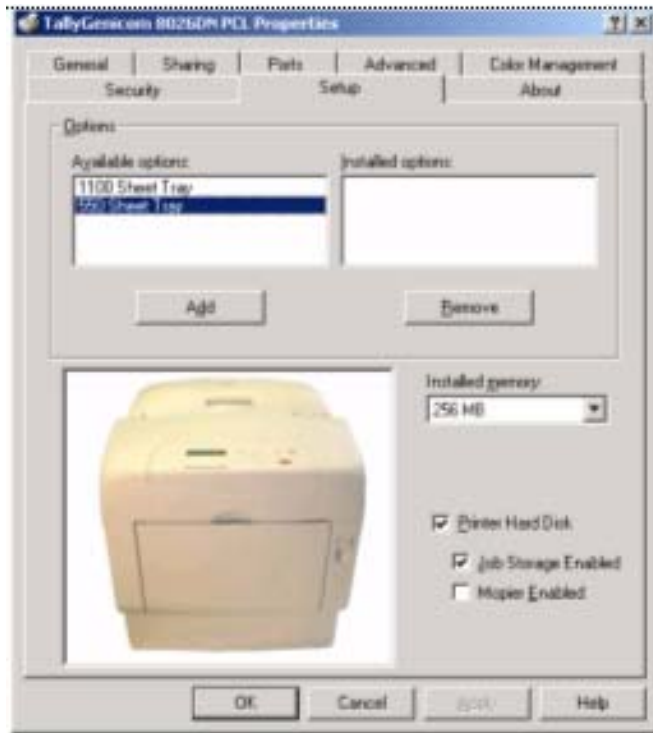 TallyGenicom 8026DN PCL Properties
General Sharing Ports Advanced Color Management
Security Setup About
Options
Available options:
Installed options:
1100 Sheet Tray
550 Sheet Tray
Add
Remove
Installed memory:
256 MB
Printer Hard Disk
Job Storage Enabled
Mopier Enabled
OK Cancel Apply Help